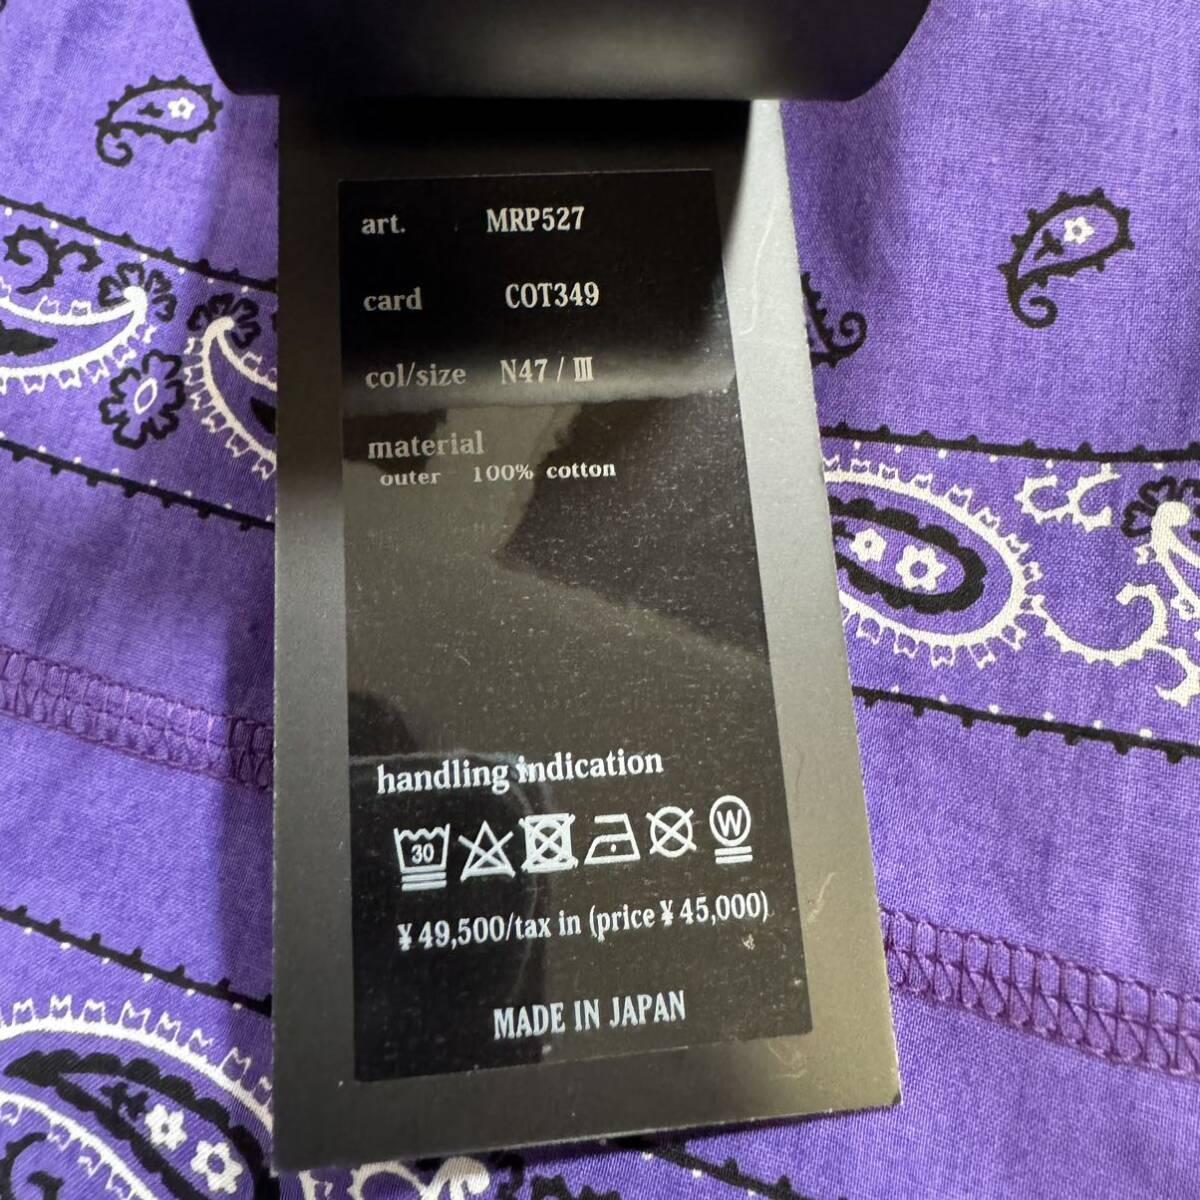 art. MRP527
card COT349
col/size N47 / Ⅲ
material
outer 100% cotton
handling indication
30 W
¥49,500/tax in (price ¥45,000)
MADE IN JAPAN